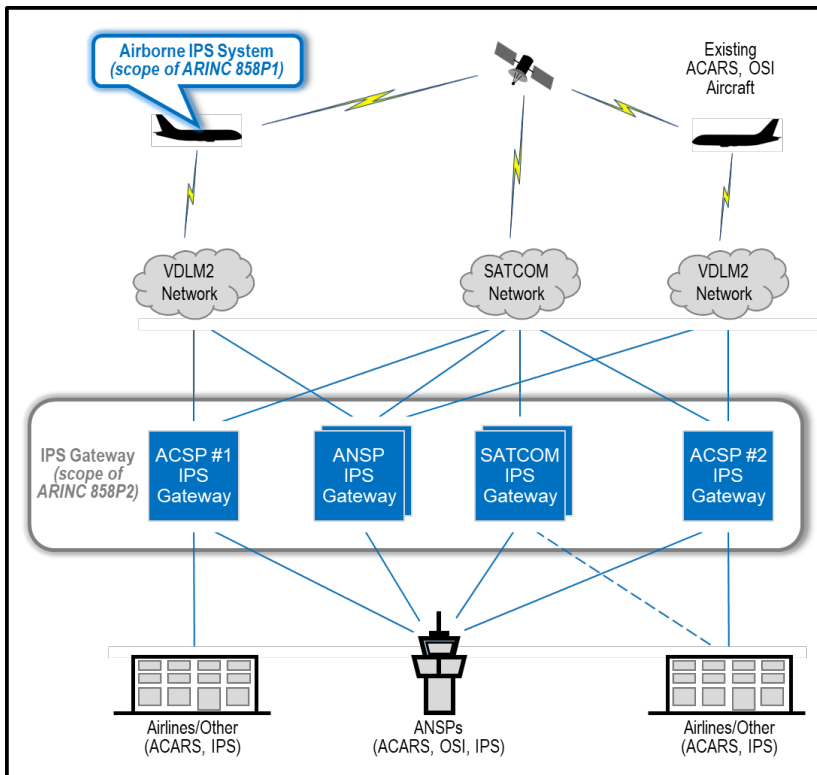 Airborne IPS System
(scope of ARINC 858P1)
Existing
ACARS, OSI
Aircraft
VDLM2
Network
SATCOM
Network
VDLM2
Network
IPS Gateway
(scope of
ARINC 858P2)
ACSP #1
IPS
Gateway
ANSP
IPS
Gateway
SATCOM
IPS
Gateway
ACSP #2
IPS
Gateway
Airlines/Other
(ACARS, IPS)
ANSPs
(ACARS, OSI, IPS)
Airlines/Other
(ACARS, IPS)